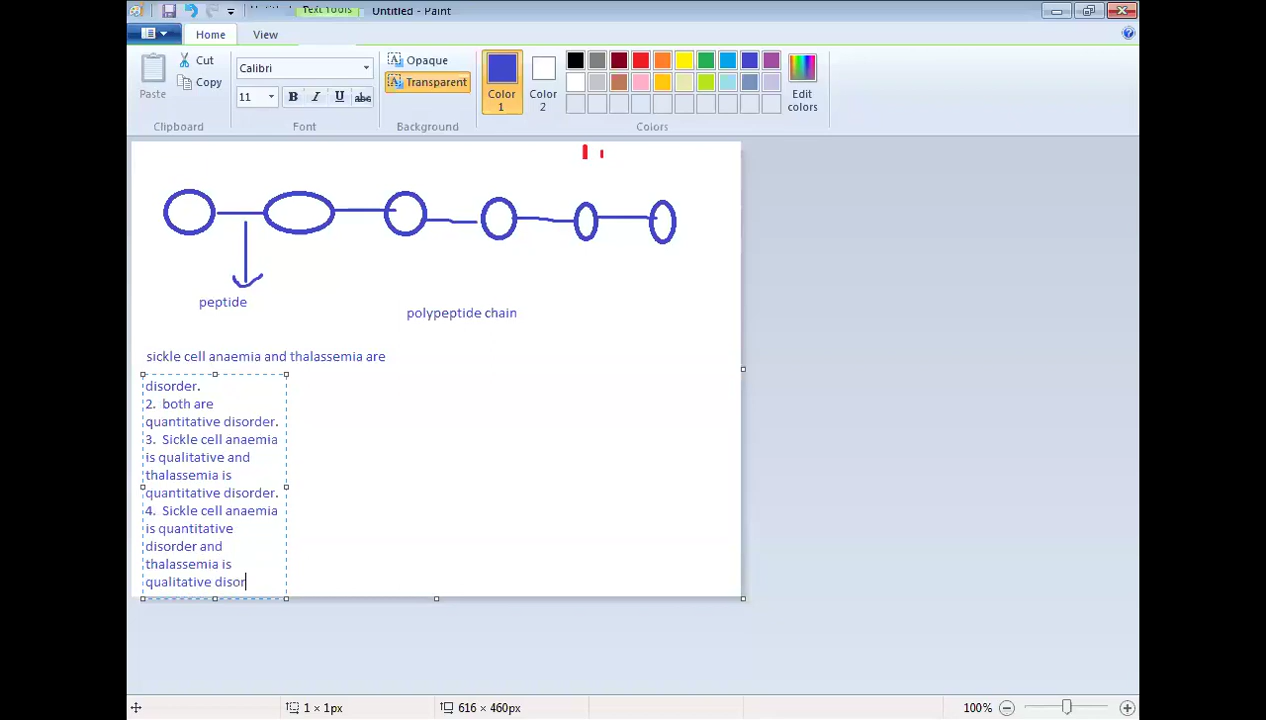 Text Tools
Untitled - Paint
Home
View
Cut
Copy
Paste
Clipboard
Calibri
11
B I U abc
Font
Opaque
Transparent
Background
Color 1
Color 2
Edit colors
Colors
peptide
polypeptide chain
sickle cell anaemia and thalassemia are
disorder.
2. both are
quantitative disorder.
3. Sickle cell anaemia
is qualitative and
thalassemia is
quantitative disorder.
4. Sickle cell anaemia
is quantitative
disorder and
thalassemia is
qualitative disor
1 × 1px
616 × 460px
100%